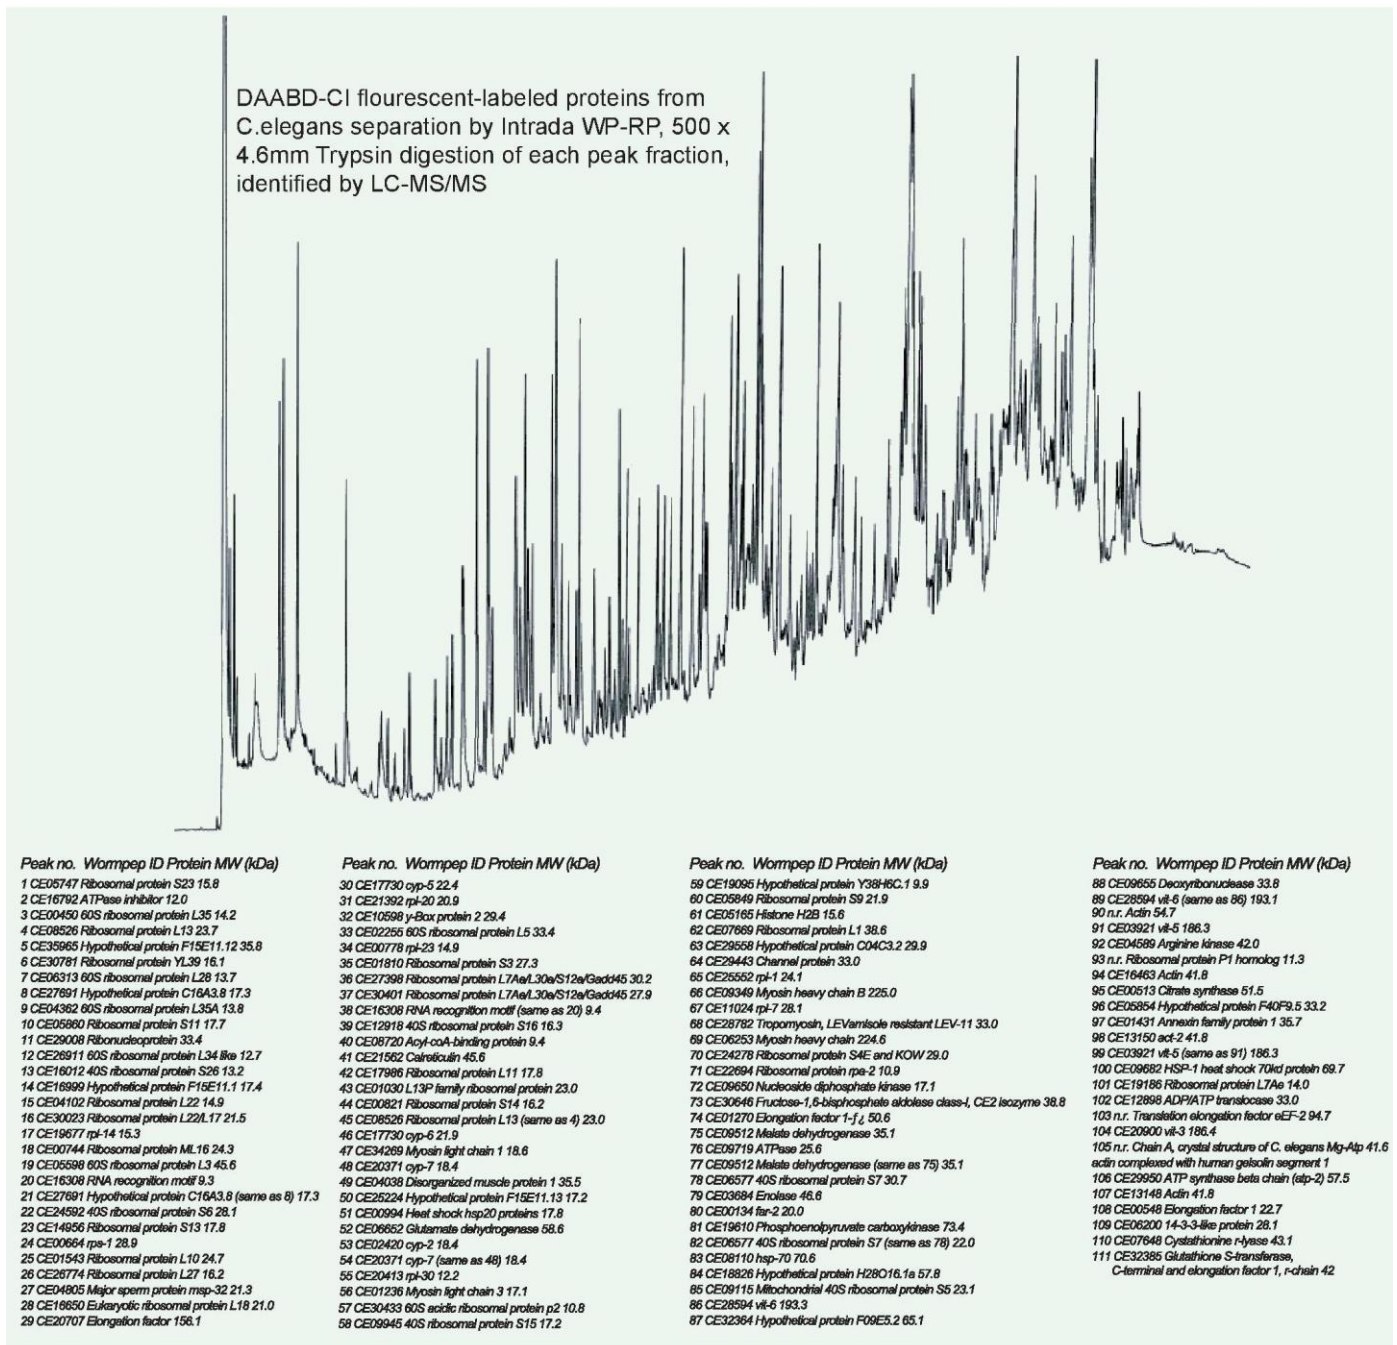 DAABD-CI flourescent-labeled proteins from
C.elegans separation by Intrada WP-RP, 500 x
4.6mm Trypsin digestion of each peak fraction,
identified by LC-MS/MS
Peak no. Wormpep ID Protein MW (kDa)
1 CE05747 Ribosomal protein S23 15.8
2 CE16792 ATPase inhibitor 12.0
3 CE00450 60S ribosomal protein L35 14.2
4 CE08526 Ribosomal protein L13 23.7
5 CE35965 Hypothetical protein F15E11.12 35.8
6 CE30781 Ribosomal protein YL39 16.1
7 CE06313 60S ribosomal protein L28 13.7
8 CE27691 Hypothetical protein C16A3.8 17.3
9 CE04362 60S ribosomal protein L35A 13.8
10 CE05860 Ribosomal protein S11 17.7
11 CE29008 Ribonucleoprotein 33.4
12 CE26911 60S ribosomal protein L34 like 12.7
13 CE16012 40S ribosomal protein S26 13.2
14 CE16999 Hypothetical protein F15E11.1 17.4
15 CE04102 Ribosomal protein L22 14.9
16 CE30023 Ribosomal protein L22/L17 21.5
17 CE19677 rpl-14 15.3
18 CE00744 Ribosomal protein ML16 24.3
19 CE05598 60S ribosomal protein L3 45.6
20 CE16308 RNA recognition motif 9.3
21 CE27691 Hypothetical protein C16A3.8 (same as 8) 17.3
22 CE24592 40S ribosomal protein S6 28.1
23 CE14956 Ribosomal protein S13 17.8
24 CE00664 rps-1 28.9
25 CE01543 Ribosomal protein L10 24.7
26 CE26774 Ribosomal protein L27 16.2
27 CE04805 Major sperm protein msp-32 21.3
28 CE16650 Eukaryotic ribosomal protein L18 21.0
29 CE20707 Elongation factor 156.1
Peak no. Wormpep ID Protein MW (kDa)
30 CE17730 cyp-5 22.4
31 CE21392 rpl-20 20.9
32 CE10598 y-Box protein 2 29.4
33 CE02255 60S ribosomal protein L5 33.4
34 CE00778 rpl-23 14.9
35 CE01810 Ribosomal protein S3 27.3
36 CE27398 Ribosomal protein L7Ae/L30e/S12e/Gadd45 30.2
37 CE30401 Ribosomal protein L7Ae/L30e/S12e/Gadd45 27.9
38 CE16308 RNA recognition motif (same as 20) 9.4
39 CE12918 40S ribosomal protein S16 16.3
40 CE08720 Acyl-coA-binding protein 9.4
41 CE21562 Calreticulin 45.6
42 CE17986 Ribosomal protein L11 17.8
43 CE01030 L13P family ribosomal protein 23.0
44 CE00821 Ribosomal protein S14 16.2
45 CE08526 Ribosomal protein L13 (same as 4) 23.0
46 CE17730 cyp-6 21.9
47 CE34269 Myosin light chain 1 18.6
48 CE20371 cyp-7 18.4
49 CE04038 Disorganized muscle protein 1 35.5
50 CE25224 Hypothetical protein F15E11.13 17.2
51 CE00994 Heart shock hsp20 proteins 17.8
52 CE06652 Glutamate dehydrogenase 58.6
53 CE02420 cyp-2 18.4
54 CE20371 cyp-7 (same as 48) 18.4
55 CE20413 rpl-30 12.2
56 CE01236 Myosin light chain 3 17.1
57 CE30433 60S acidic ribosomal protein p2 10.8
58 CE09945 40S ribosomal protein S15 17.2
Peak no. Wormpep ID Protein MW (kDa)
59 CE19095 Hypothetical protein Y38H6C.1 9.9
60 CE05849 Ribosomal protein S9 21.9
61 CE05165 Histone H2B 15.6
62 CE07669 Ribosomal protein L1 38.6
63 CE29558 Hypothetical protein C04C3.2 29.9
64 CE29443 Channel protein 33.0
65 CE25552 rpl-1 24.1
66 CE09349 Myosin heavy chain B 225.0
67 CE11024 rpl-7 28.1
68 CE28782 Tropomyosin, LEVamisole resistant LEV-11 33.0
69 CE06253 Myosin heavy chain 224.6
70 CE24278 Ribosomal protein S4E and KOW 29.0
71 CE22694 Ribosomal protein rpa-2 10.9
72 CE09650 Nucleoside diphosphate kinase 17.1
73 CE30646 Fructose-1,6-bisphosphate aldolase class-I, CE2 isozyme 38.8
74 CE01270 Elongation factor 1-ƒ¿ 50.6
75 CE09512 Malate dehydrogenase 35.1
76 CE09719 ATPase 25.6
77 CE09512 Malate dehydrogenase (same as 75) 35.1
78 CE06577 40S ribosomal protein S7 30.7
79 CE03684 Enolase 46.6
80 CE00134 far-2 20.0
81 CE19610 Phosphoenolpyruvate carboxykinase 73.4
82 CE06577 40S ribosomal protein S7 (same as 78) 22.0
83 CE08110 hsp-70 70.6
84 CE18826 Hypothetical protein H28O16.1a 57.8
85 CE09115 Mitochondrial 40S ribosomal protein S5 23.1
86 CE28594 vit-6 193.3
87 CE32364 Hypothetical protein F09E5.2 65.1
Peak no. Wormpep ID Protein MW (kDa)
88 CE09655 Deoxyribonuclease 33.8
89 CE28594 vit-6 (same as 86) 193.1
90 n.r. Actin 54.7
91 CE03921 vit-5 186.3
92 CE04589 Arginine kinase 42.0
93 n.r. Ribosomal protein P1 homolog 11.3
94 CE16463 Actin 41.8
95 CE00513 Citrate synthase 51.5
96 CE05854 Hypothetical protein F40F9.5 33.2
97 CE01431 Annexin family protein 1 35.7
98 CE13150 act-2 41.8
99 CE03921 vit-5 (same as 91) 186.3
100 CE09682 HSP-1 heat shock 70kd protein 69.7
101 CE19186 Ribosomal protein L7Ae 14.0
102 CE12898 ADP/ATP translocase 33.0
103 n.r. Translation elongation factor eEF-2 94.7
104 CE20900 vit-3 186.4
105 n.r. Chain A, crystal structure of C. elegans Mg-Atp 41.6
actin complexed with human gelsolin segment 1
106 CE29950 ATP synthase beta chain (atp-2) 57.5
107 CE13148 Actin 41.8
108 CE00548 Elongation factor 1 22.7
109 CE06200 14-3-3-like protein 28.1
110 CE07648 Cystathionine r-lyase 43.1
111 CE32385 Glutathione S-transferase,
C-terminal and elongation factor 1, r-chain 42